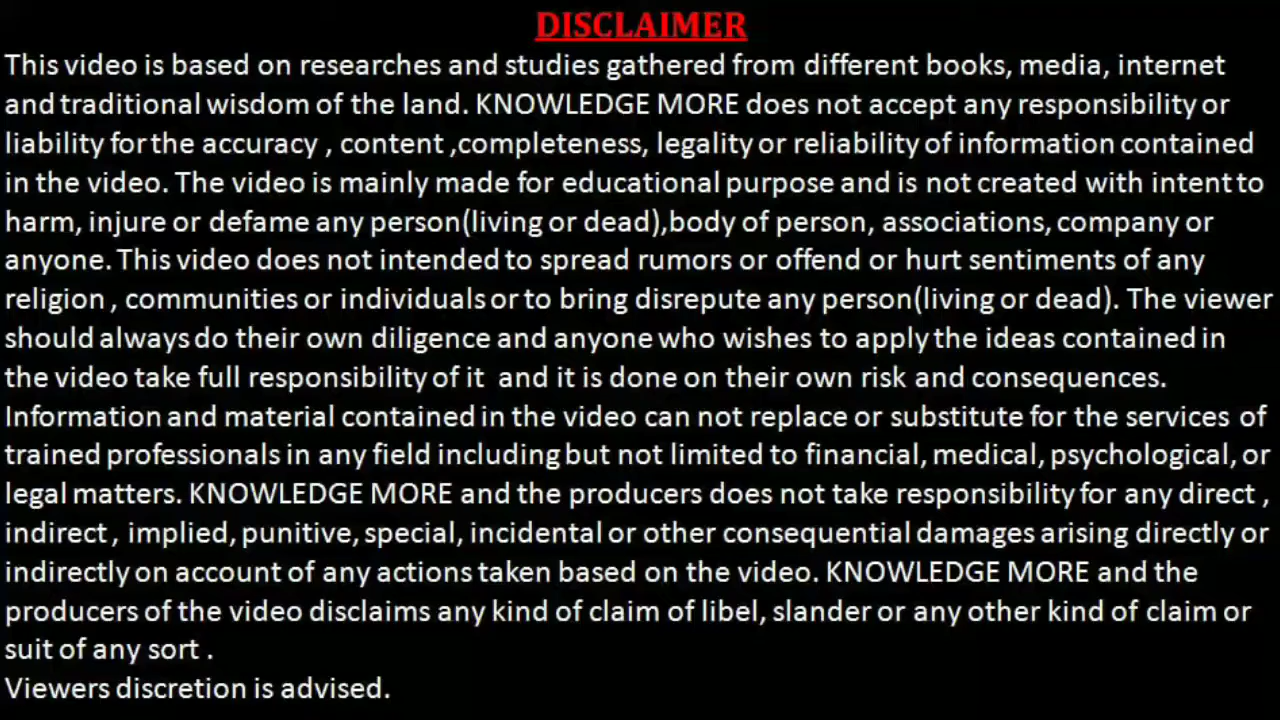 DISCLAIMER
This video is based on researches and studies gathered from different books, media, internet
and traditional wisdom of the land. KNOWLEDGE MORE does not accept any responsibility or
liability for the accuracy , content ,completeness, legality or reliability of information contained
in the video. The video is mainly made for educational purpose and is not created with intent to
harm, injure or defame any person(living or dead),body of person, associations, company or
anyone. This video does not intended to spread rumors or offend or hurt sentiments of any
religion , communities or individuals or to bring disrepute any person(living or dead). The viewer
should always do their own diligence and anyone who wishes to apply the ideas contained in
the video take full responsibility of it  and it is done on their own risk and consequences.
Information and material contained in the video can not replace or substitute for the services of
trained professionals in any field including but not limited to financial, medical, psychological, or
legal matters. KNOWLEDGE MORE and the producers does not take responsibility for any direct ,
indirect , implied, punitive, special, incidental or other consequential damages arising directly or
indirectly on account of any actions taken based on the video. KNOWLEDGE MORE and the
producers of the video disclaims any kind of claim of libel, slander or any other kind of claim or
suit of any sort .
Viewers discretion is advised.